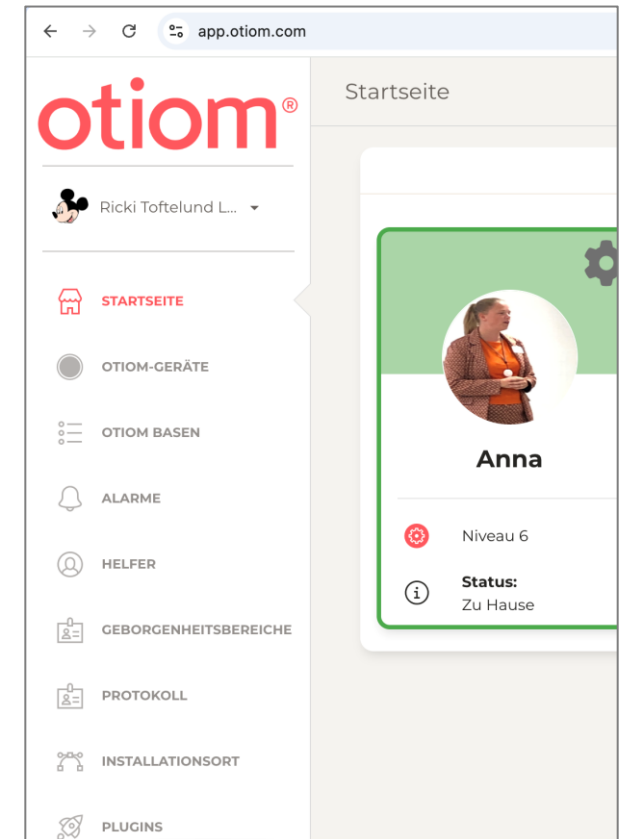 app.otiom.com
otiom®
Startseite
Ricki Toftelund L...
STARTSEITE
OTIOM-GERÄTE
OTIOM BASEN
ALARME
HELFER
GEBORGENHEITSBEREICHE
PROTOKOLL
INSTALLATIONSORT
PLUGINS
Anna
Niveau 6
Status:
Zu Hause